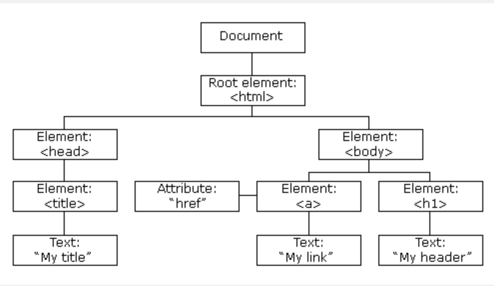 Document
Root element:
<html>
Element:
<head>
Element:
<body>
Element:
<title>
Attribute:
"href"
Element:
<a>
Element:
<h1>
Text:
"My title"
Text:
"My link"
Text:
"My header"